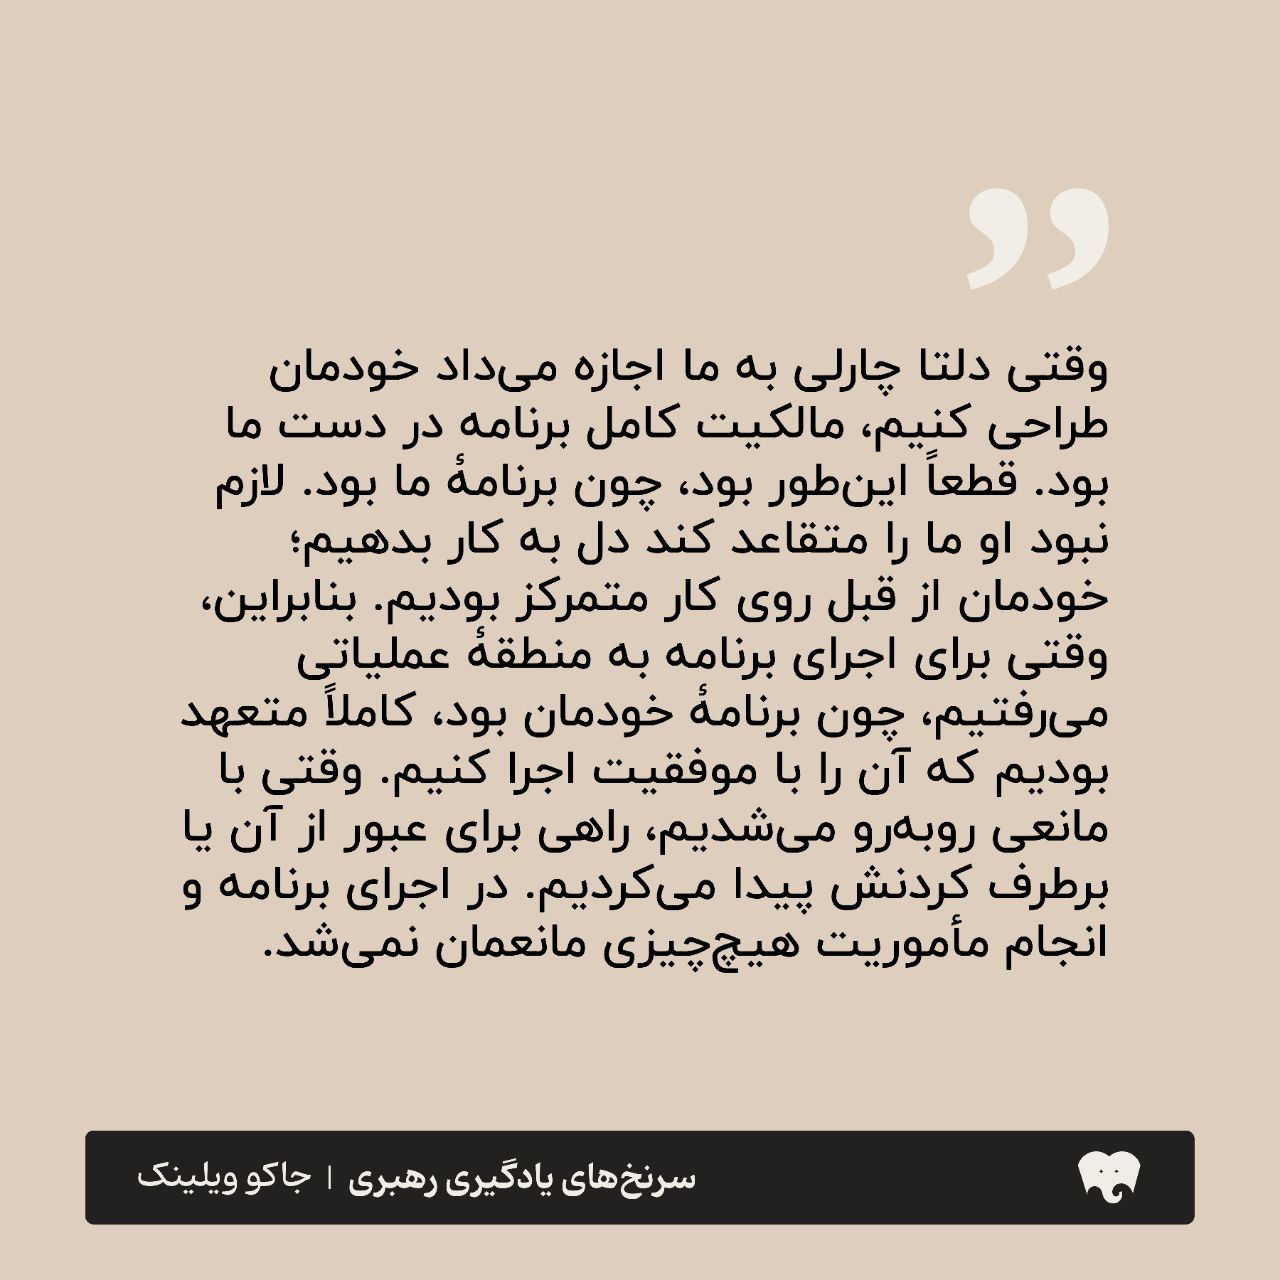 وقتی دلتا چارلی به ما اجازه می‌داد خودمان
طراحی کنیم، مالکیت کامل برنامه در دست ما
بود. قطعاً این‌طور بود، چون برنامهٔ ما بود. لازم
نبود او ما را متقاعد کند دل به کار بدهیم؛
خودمان از قبل روی کار متمرکز بودیم. بنابراین،
وقتی برای اجرای برنامه به منطقهٔ عملیاتی
می‌رفتیم، چون برنامهٔ خودمان بود، کاملاً متعهد
بودیم که آن را با موفقیت اجرا کنیم. وقتی با
مانعی روبه‌رو می‌شدیم، راهی برای عبور از آن یا
برطرف کردنش پیدا می‌کردیم. در اجرای برنامه و
انجام مأموریت هیچ‌چیزی مانعمان نمی‌شد.
سرنخ‌های یادگیری رهبری | جاکو ویلینک